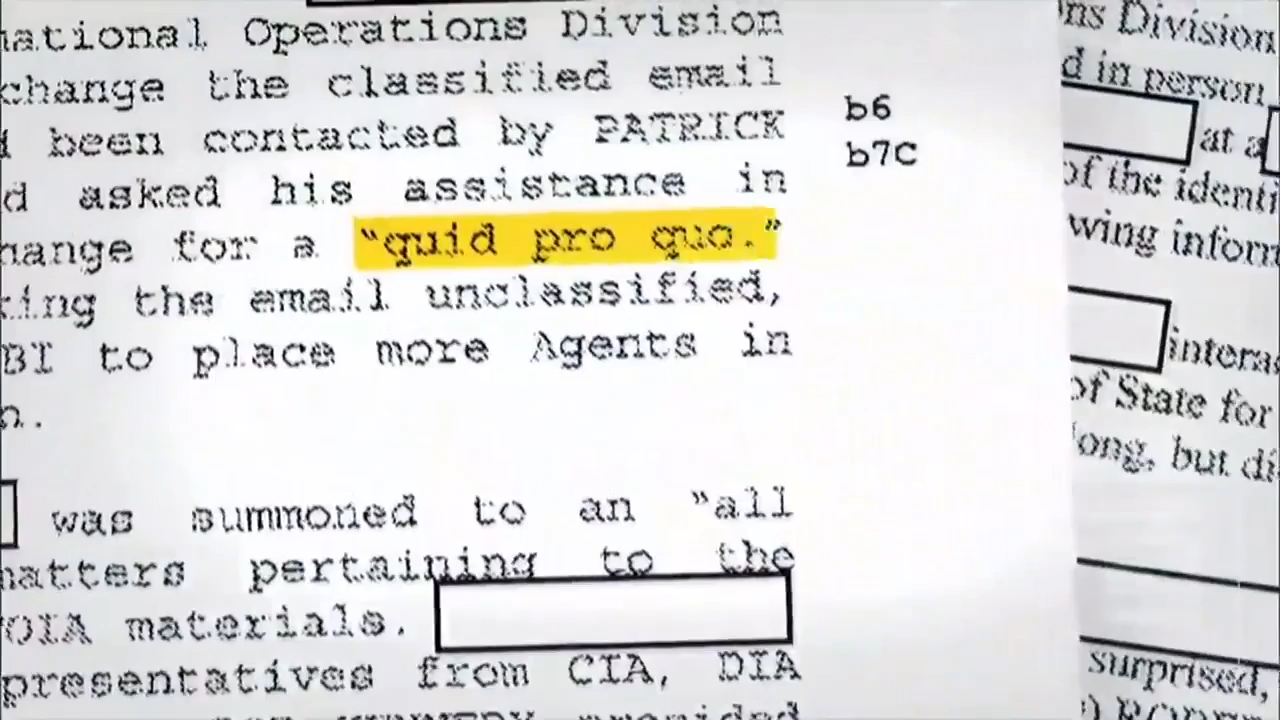 national Operations Division
change the classified email
been contacted by PATRICK
d asked his assistance in
hange for a "quid pro quo."
king the email unclassified,
BI to place more Agents in
n.
was summoned to an "all
matters pertaining to the
OIA materials.
presentatives from CIA, DIA
b6
b7C
ns Division
d in person
at a
of the identi
wing inform
intera
of State for
long, but di
surprised,